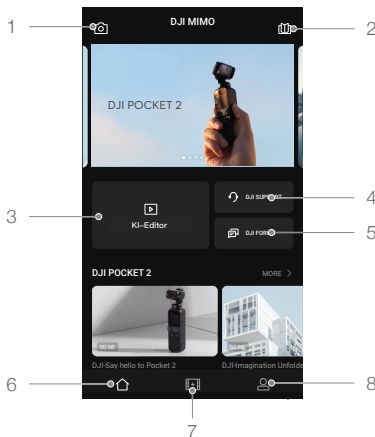 1
DJI MIMO
2
DJI POCKET 2
3
KI-Editor
DJI SUPPORT
4
DJI FOR
5
DJI POCKET 2
MORE
00:56
DJI-Say hello to Pocket 2
DJI-Imagination Unfolde
6
8
7